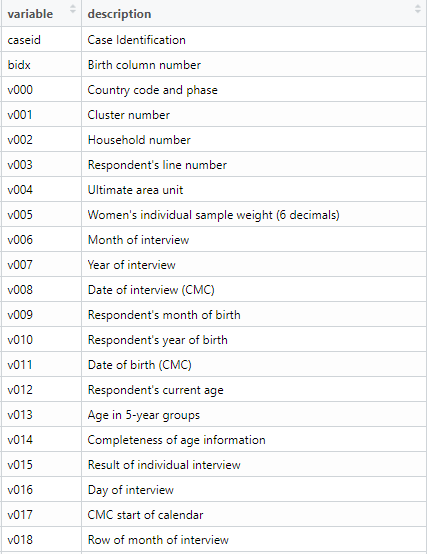 variable description
caseid Case Identification
bidx Birth column number
v000 Country code and phase
v001 Cluster number
v002 Household number
v003 Respondent's line number
v004 Ultimate area unit
v005 Women's individual sample weight (6 decimals)
v006 Month of interview
v007 Year of interview
v008 Date of interview (CMC)
v009 Respondent's month of birth
v010 Respondent's year of birth
v011 Date of birth (CMC)
v012 Respondent's current age
v013 Age in 5-year groups
v014 Completeness of age information
v015 Result of individual interview
v016 Day of interview
v017 CMC start of calendar
v018 Row of month of interview